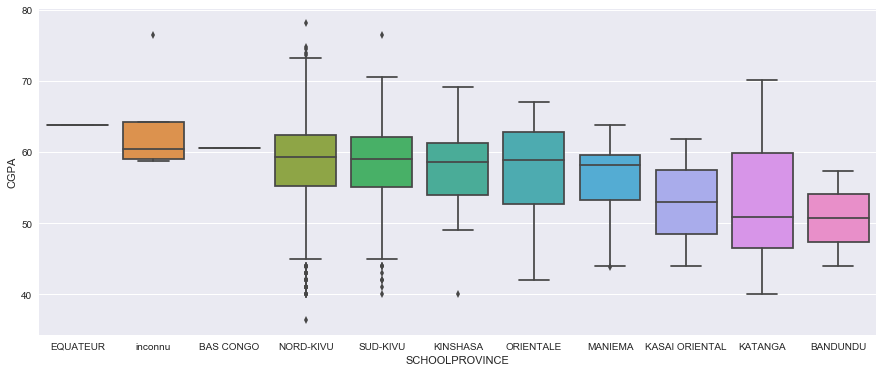 80
70
60
50
40
CGPA
EQUATEUR inconnu BAS CONGO NORD-KIVU SUD-KIVU KINSHASA ORIENTALE MANIEMA KASAI ORIENTAL KATANGA BANDUNDU
SCHOOLPROVINCE